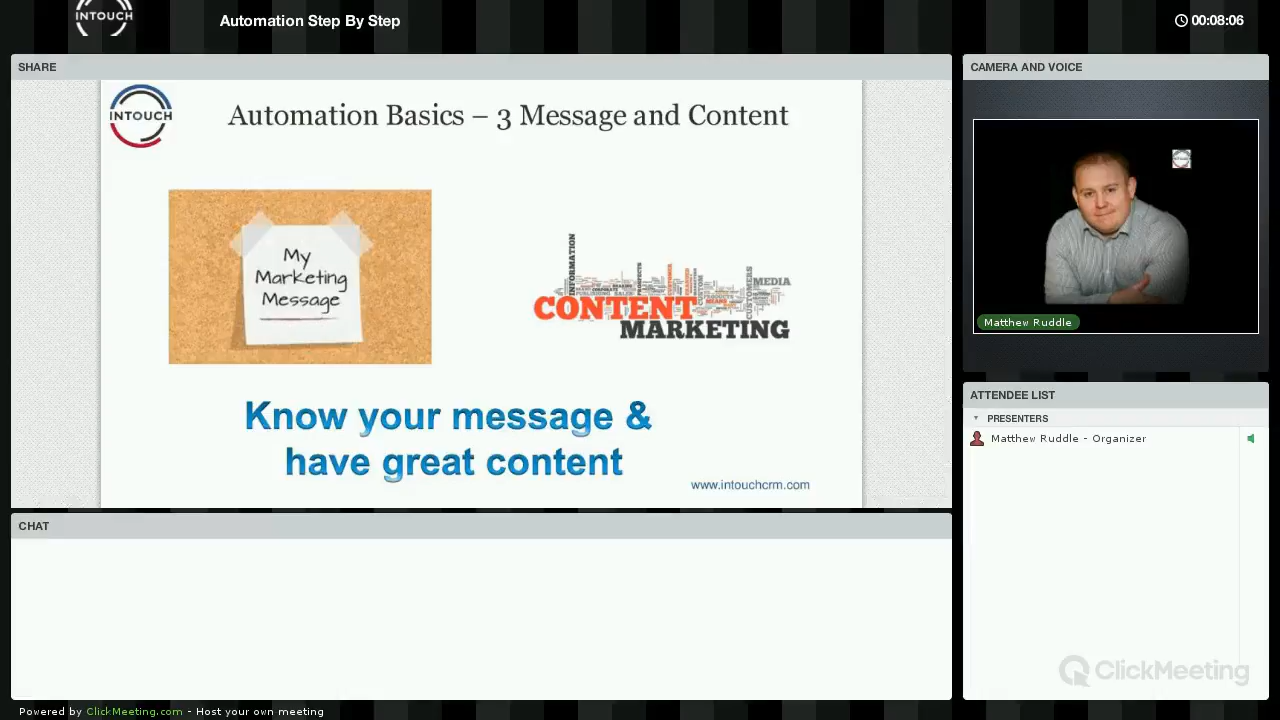 INTOUCH
Automation Step By Step
00:08:06
SHARE
INTOUCH
Automation Basics – 3 Message and Content
My
Marketing
Message
INFORMATION
MEDIA
CUSTOMERS
CONTENT
MARKETING
Know your message &
have great content
www.intouchcrm.com
CAMERA AND VOICE
Matthew Ruddle
ATTENDEE LIST
PRESENTERS
Matthew Ruddle - Organizer
CHAT
ClickMeeting
Powered by ClickMeeting.com - Host your own meeting